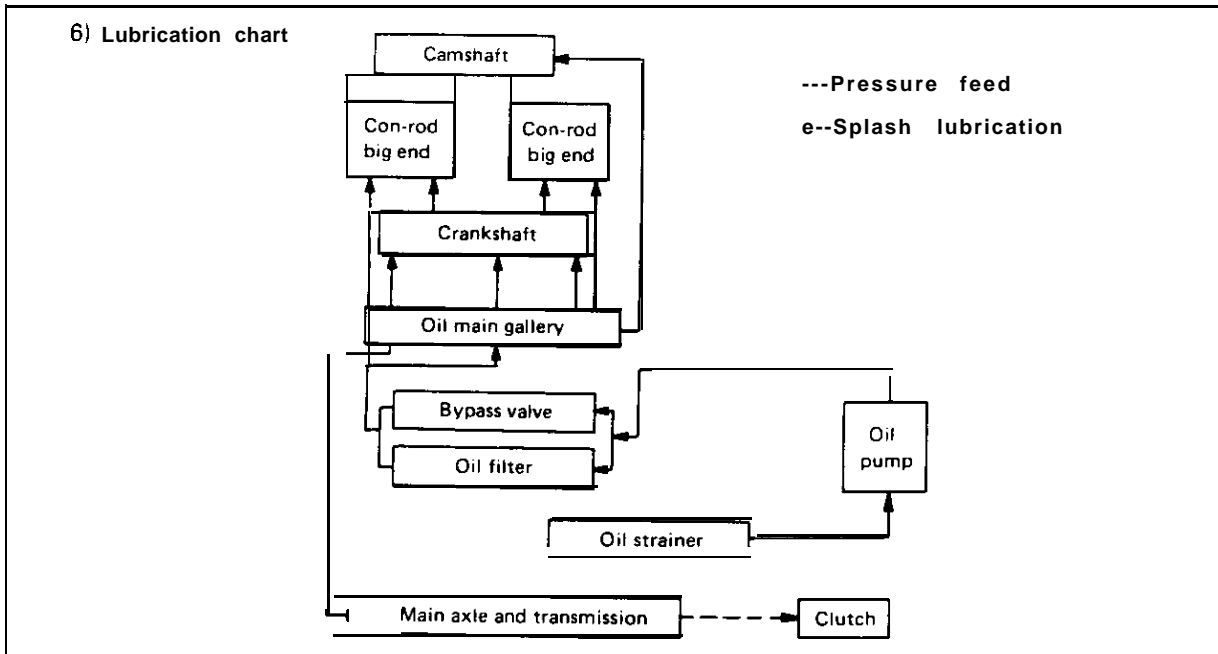 6) Lubrication chart
Camshaft
---Pressure feed
e--Splash lubrication
Con-rod
big end
Con-rod
big end
Crankshaft
Oil main gallery
Bypass valve
Oil filter
Oil
pump
Oil strainer
Main axle and transmission
Clutch